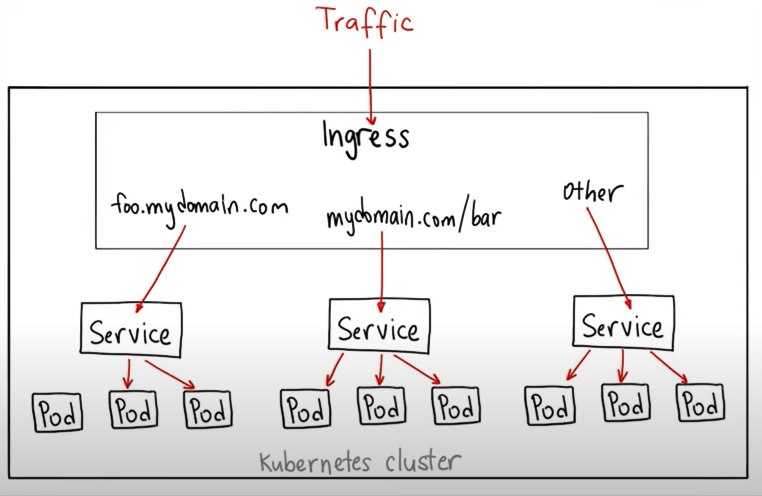 Traffic
Ingress
foo.mydomain.com
mydomain.com/bar
Other
Service
Service
Service
Pod
Pod
Pod
Pod
Pod
Pod
Pod
Pod
Pod
Kubernetes cluster